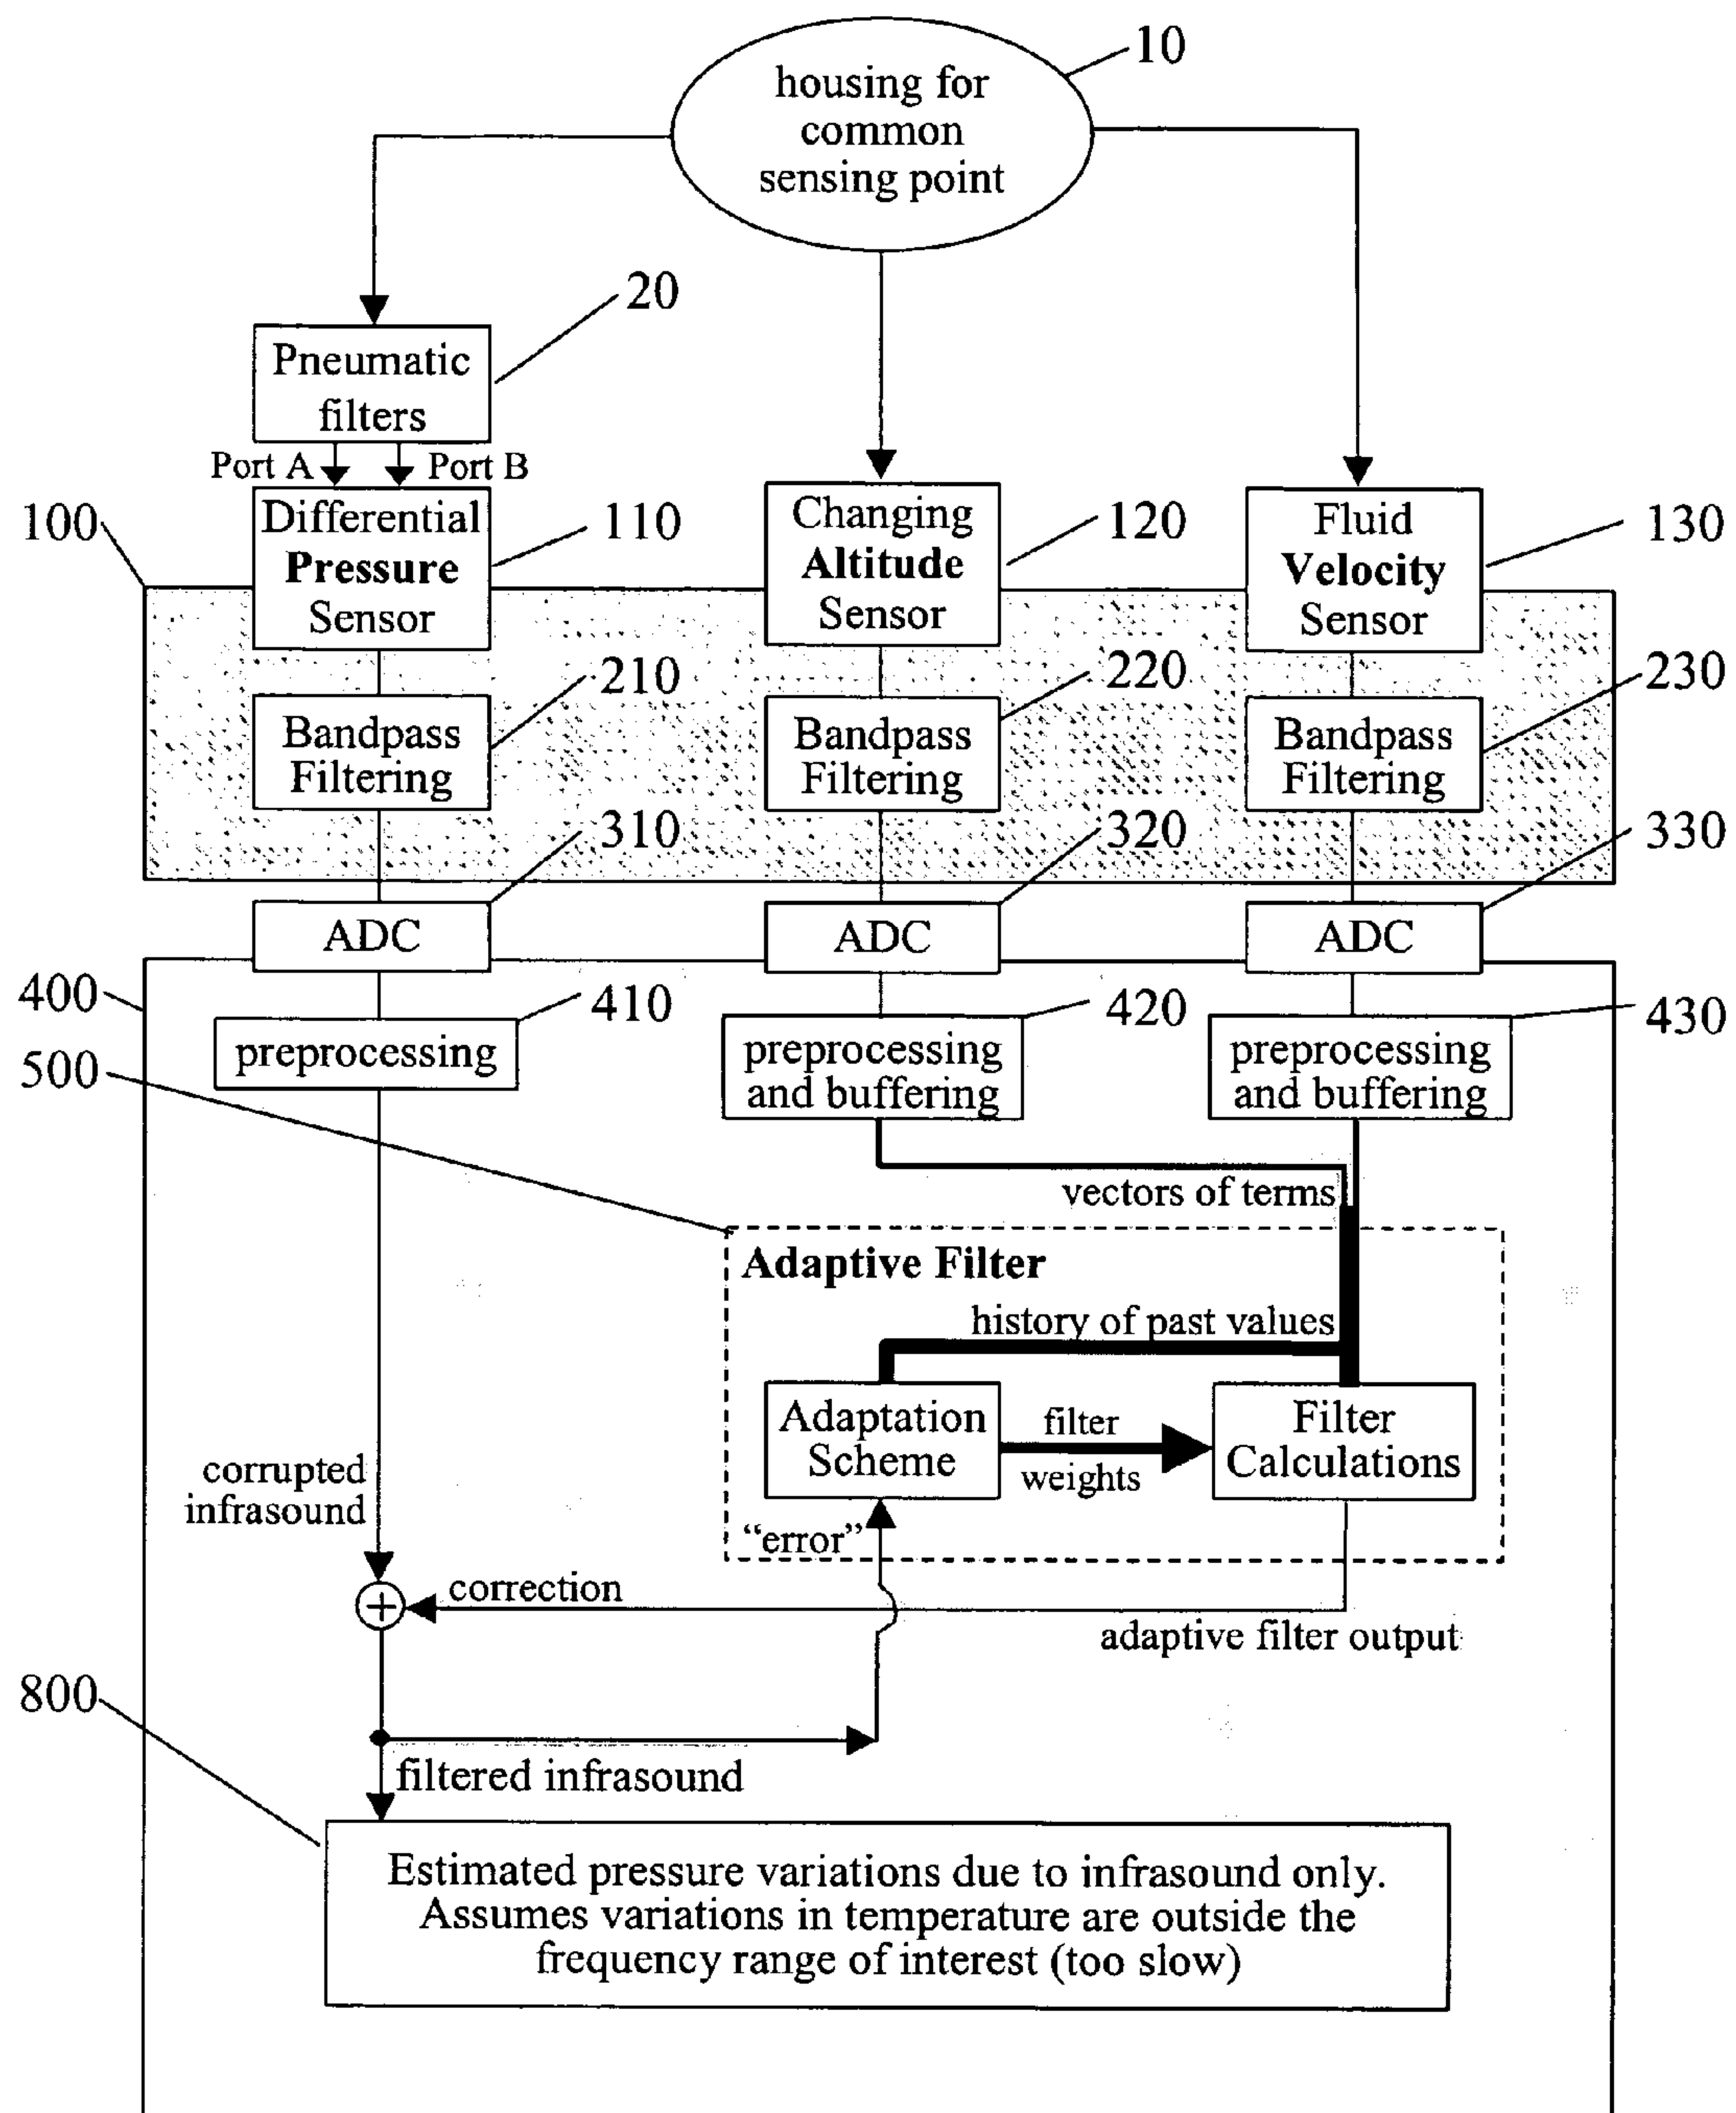 10
housing for
common
sensing point
20
Pneumatic
filters
Port A
Port B
100
Differential
Pressure
Sensor
110
Changing
Altitude
Sensor
120
Fluid
Velocity
Sensor
130
210
Bandpass
Filtering
220
Bandpass
Filtering
230
Bandpass
Filtering
310
ADC
320
ADC
330
ADC
400
410
preprocessing
420
preprocessing
and buffering
430
preprocessing
and buffering
500
vectors of terms
Adaptive Filter
history of past values
Adaptation
Scheme
filter
weights
Filter
Calculations
corrupted
infrasound
“error”
correction
adaptive filter output
800
filtered infrasound
Estimated pressure variations due to infrasound only.
Assumes variations in temperature are outside the
frequency range of interest (too slow)